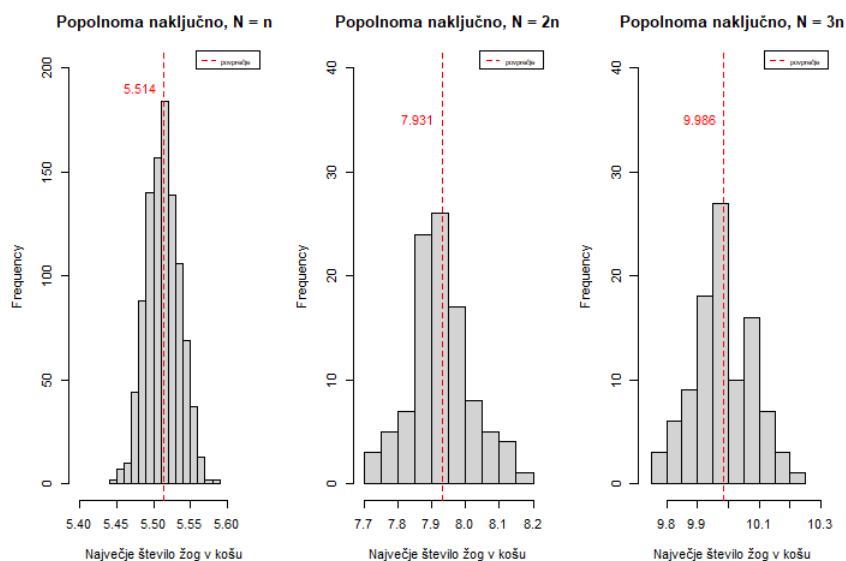 Popolnoma naključno, N = n
povprečje
5.514
Frequency
200
150
100
50
0
5.40 5.45 5.50 5.55 5.60
Največje število žog v košu
Popolnoma naključno, N = 2n
povprečje
7.931
Frequency
40
30
20
10
0
7.7 7.8 7.9 8.0 8.1 8.2
Največje število žog v košu
Popolnoma naključno, N = 3n
povprečje
9.986
Frequency
40
30
20
10
0
9.8 9.9 10.1 10.3
Največje število žog v košu